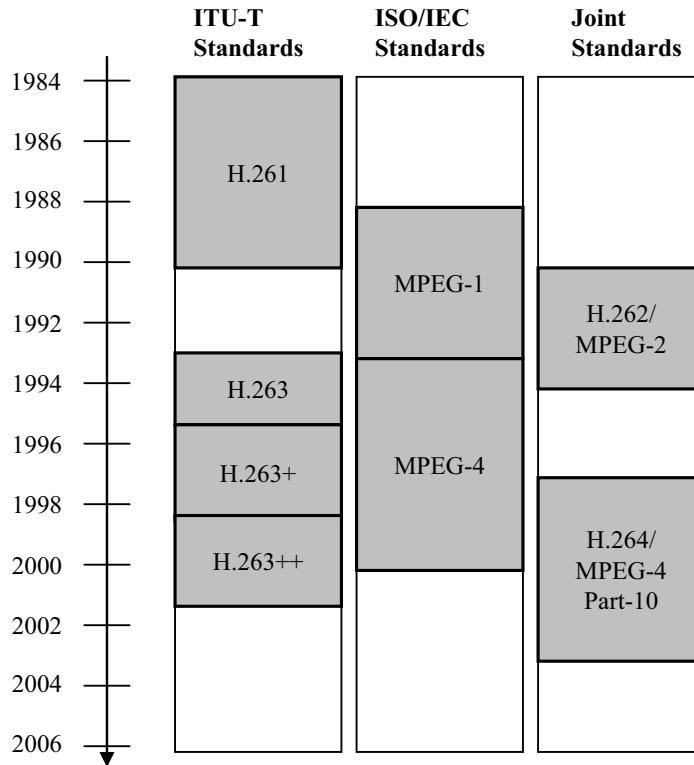 ITU-T
Standards
ISO/IEC
Standards
Joint
Standards
1984
1986
1988
1990
1992
1994
1996
1998
2000
2002
2004
2006
H.261
H.263
H.263+
H.263++
MPEG-1
MPEG-4
H.262/
MPEG-2
H.264/
MPEG-4
Part-10